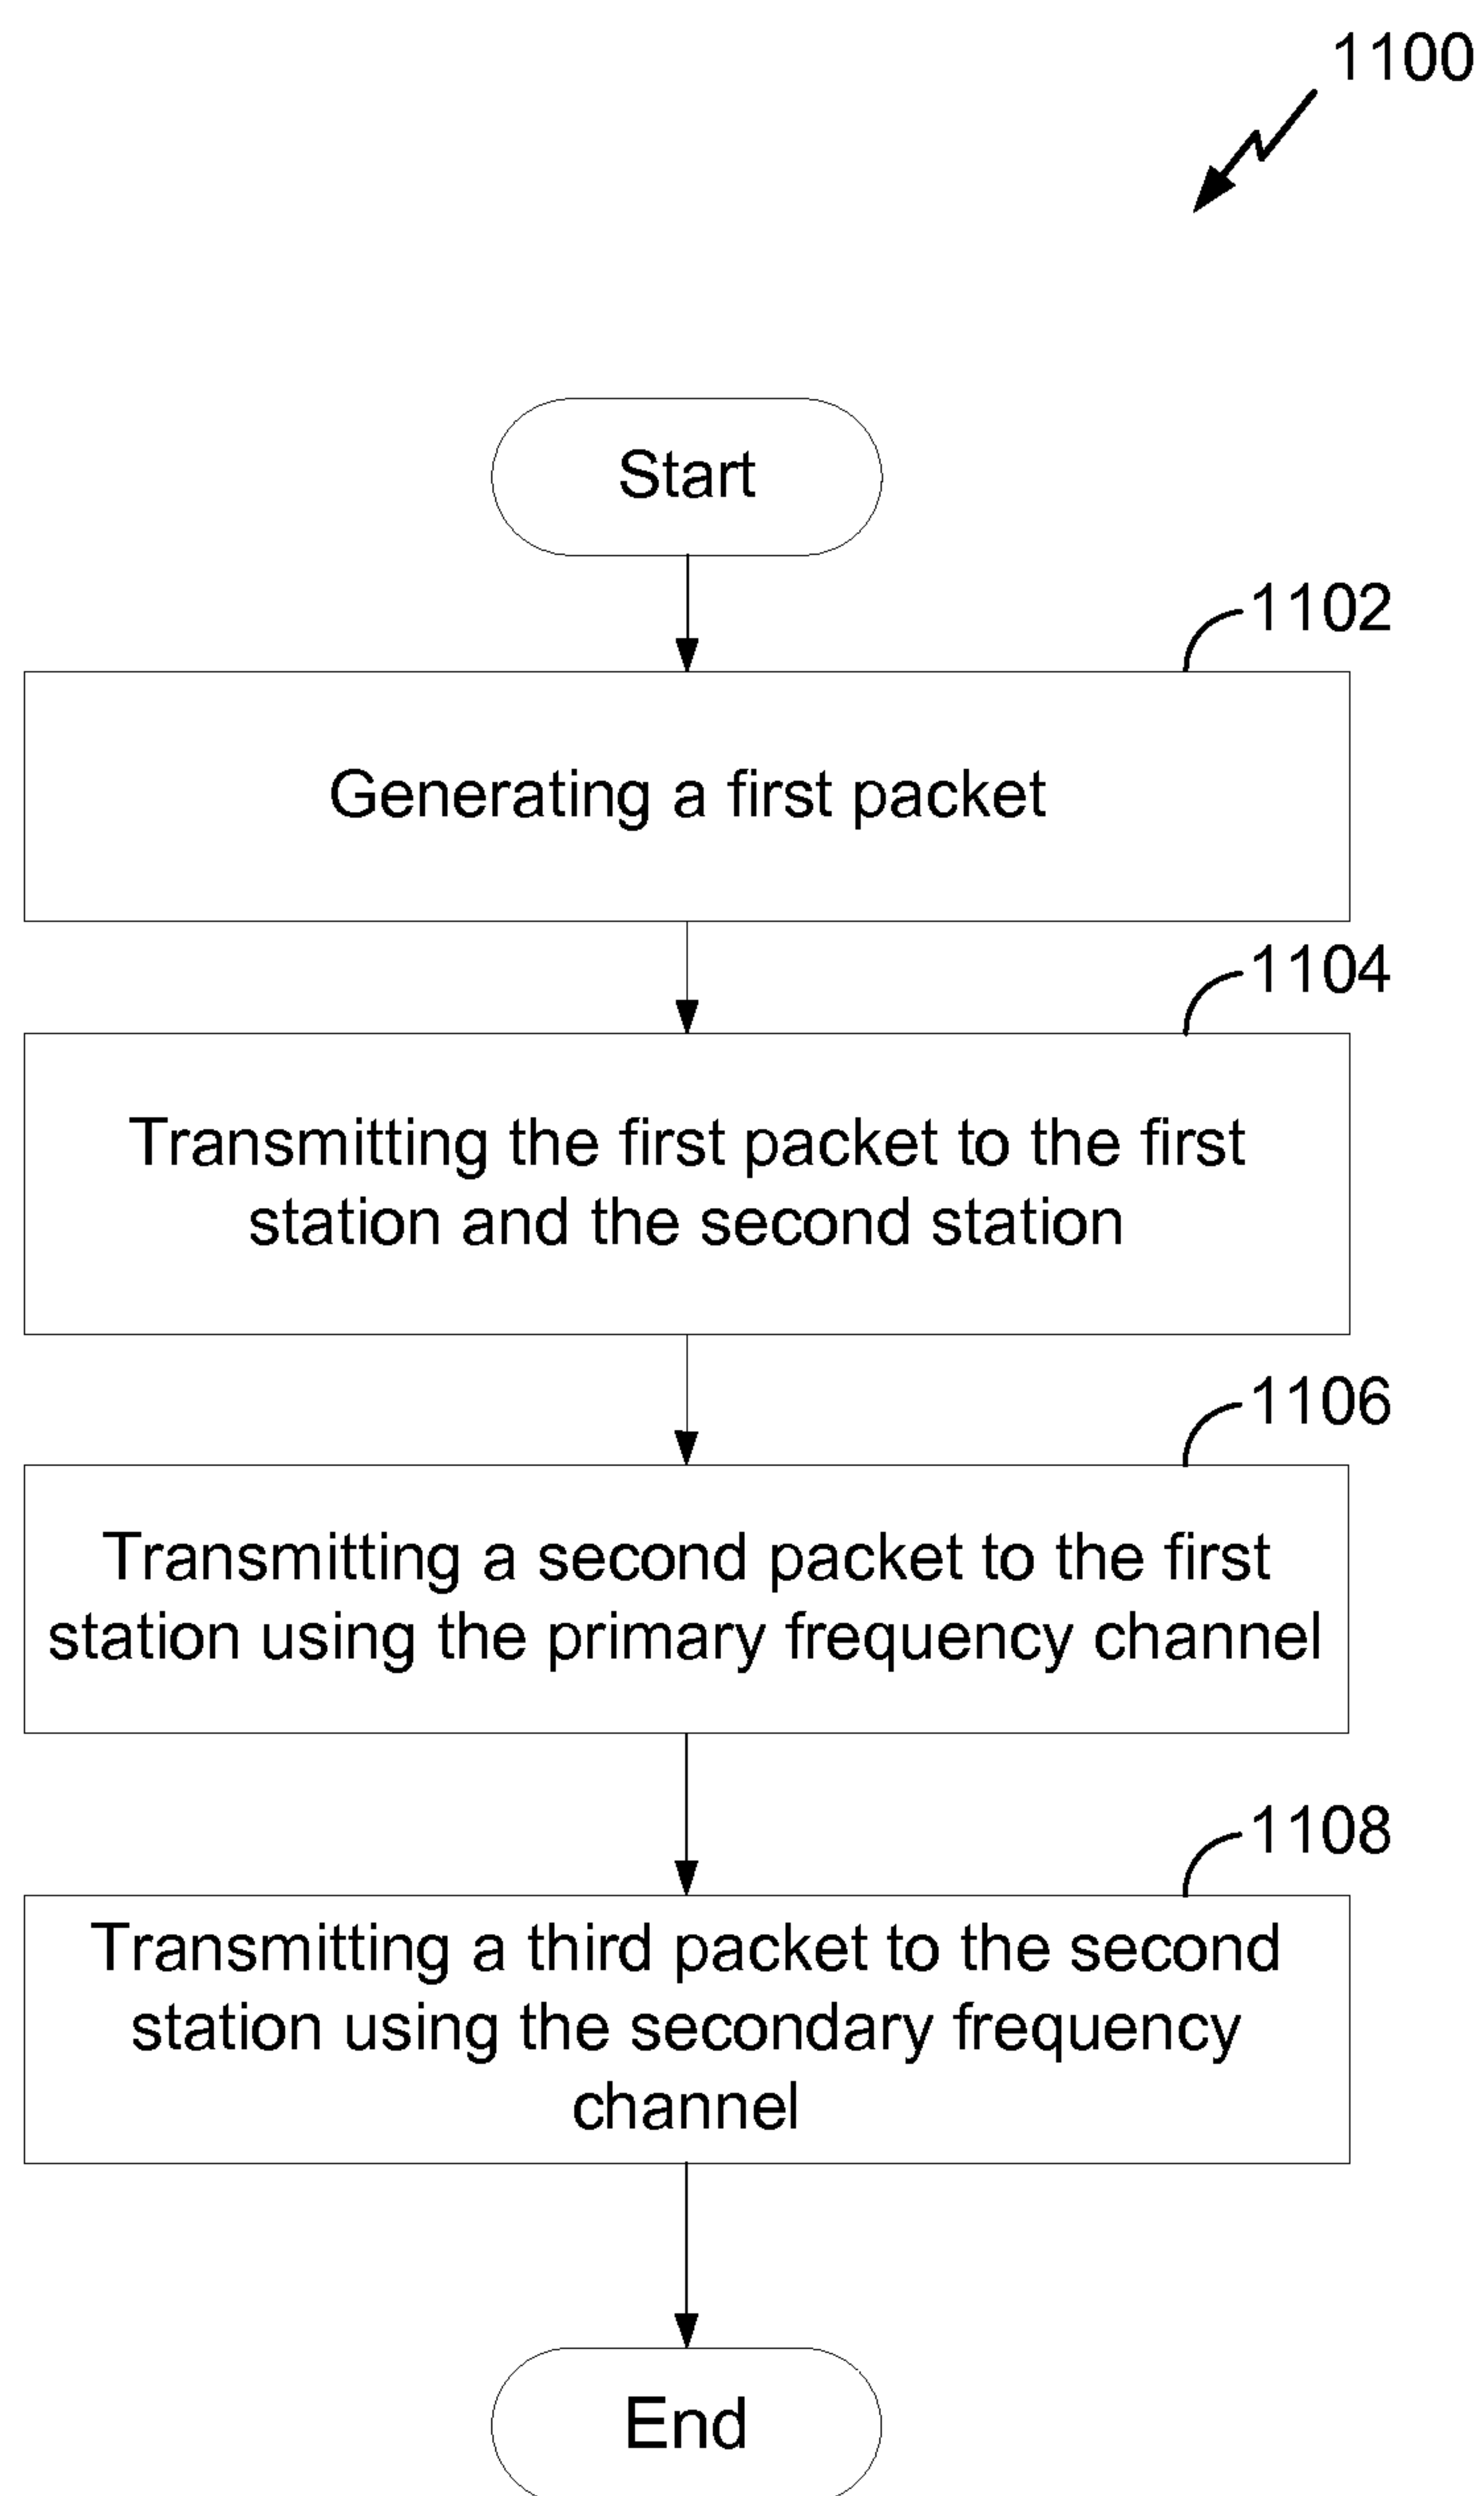 1100
Start
1102
Generating a first packet
1104
Transmitting the first packet to the first
station and the second station
1106
Transmitting a second packet to the first
station using the primary frequency channel
1108
Transmitting a third packet to the second
station using the secondary frequency
channel
End